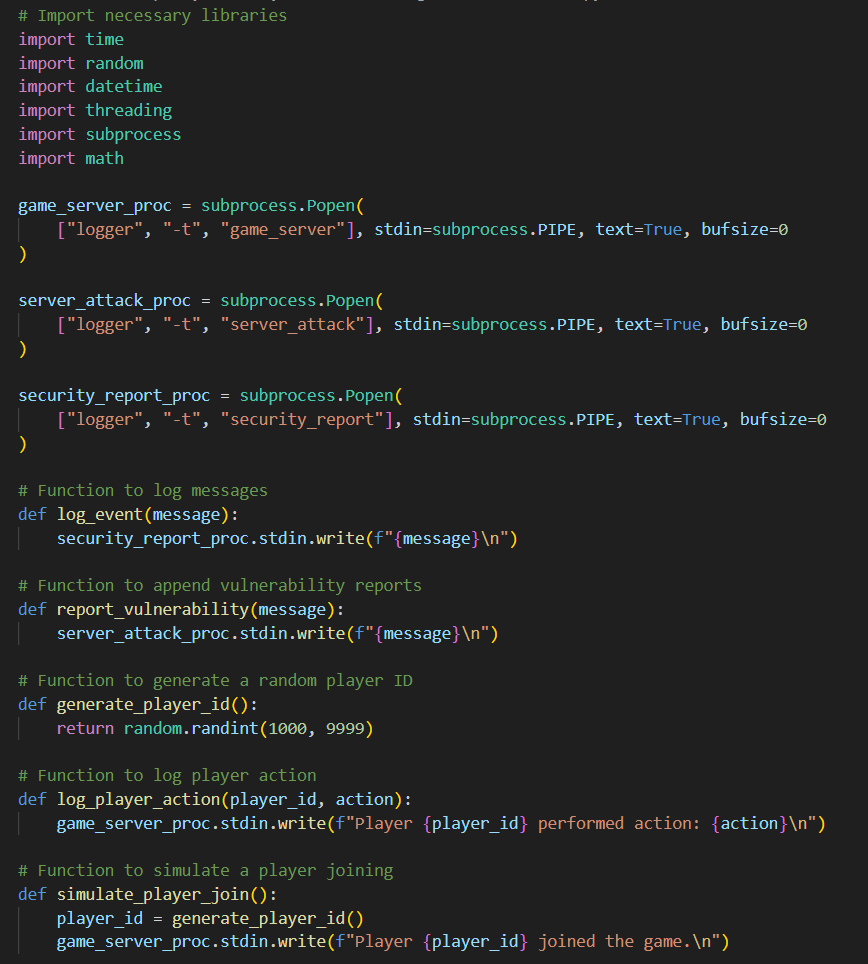 # Import necessary libraries
import time
import random
import datetime
import threading
import subprocess
import math

game_server_proc = subprocess.Popen(
    ["logger", "-t", "game_server"], stdin=subprocess.PIPE, text=True, bufsize=0
)

server_attack_proc = subprocess.Popen(
    ["logger", "-t", "server_attack"], stdin=subprocess.PIPE, text=True, bufsize=0
)

security_report_proc = subprocess.Popen(
    ["logger", "-t", "security_report"], stdin=subprocess.PIPE, text=True, bufsize=0
)

# Function to log messages
def log_event(message):
    security_report_proc.stdin.write(f"{message}\n")

# Function to append vulnerability reports
def report_vulnerability(message):
    server_attack_proc.stdin.write(f"{message}\n")

# Function to generate a random player ID
def generate_player_id():
    return random.randint(1000, 9999)

# Function to log player action
def log_player_action(player_id, action):
    game_server_proc.stdin.write(f"Player {player_id} performed action: {action}\n")

# Function to simulate a player joining
def simulate_player_join():
    player_id = generate_player_id()
    game_server_proc.stdin.write(f"Player {player_id} joined the game.\n")